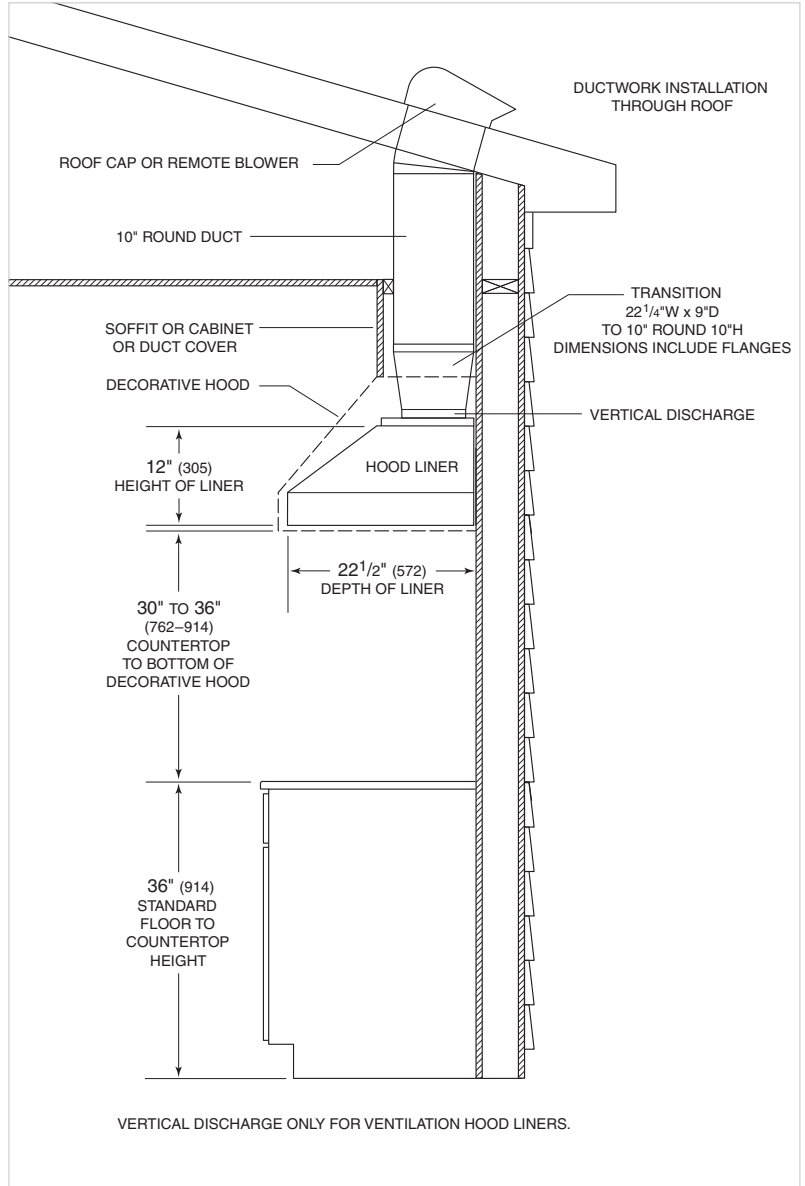 DUCTWORK INSTALLATION
THROUGH ROOF
ROOF CAP OR REMOTE BLOWER
10" ROUND DUCT
TRANSITION
22 1/4"W x 9"D
TO 10" ROUND 10"H
DIMENSIONS INCLUDE FLANGES
SOFFIT OR CABINET
OR DUCT COVER
DECORATIVE HOOD
VERTICAL DISCHARGE
12" (305)
HEIGHT OF LINER
HOOD LINER
22 1/2" (572)
DEPTH OF LINER
30" TO 36"
(762–914)
COUNTERTOP
TO BOTTOM OF
DECORATIVE HOOD
36" (914)
STANDARD
FLOOR TO
COUNTERTOP
HEIGHT
VERTICAL DISCHARGE ONLY FOR VENTILATION HOOD LINERS.